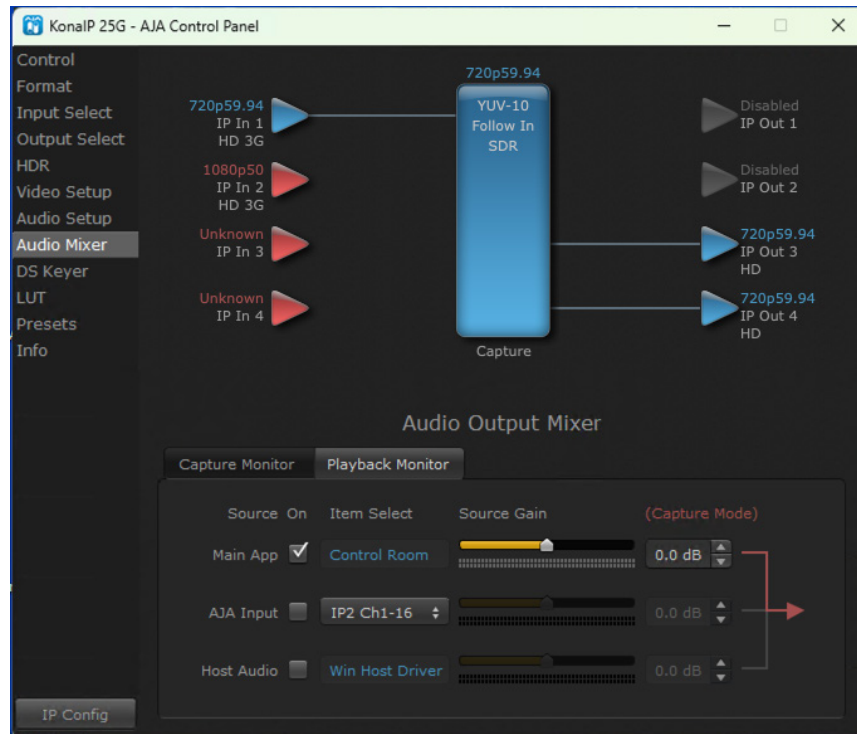 KonaIP 25G - AJA Control Panel
Control
Format
Input Select
Output Select
HDR
Video Setup
Audio Setup
Audio Mixer
DS Keyer
LUT
Presets
Info
IP Config
720p59.94
IP In 1
HD 3G
1080p50
IP In 2
HD 3G
Unknown
IP In 3
Unknown
IP In 4
720p59.94
YUV-10
Follow In
SDR
Capture
Disabled
IP Out 1
Disabled
IP Out 2
720p59.94
IP Out 3
HD
720p59.94
IP Out 4
HD
Audio Output Mixer
Capture Monitor Playback Monitor
Source On Item Select Source Gain (Capture Mode)
Main App Control Room 0.0 dB
AJA Input IP2 Ch1-16 0.0 dB
Host Audio Win Host Driver 0.0 dB